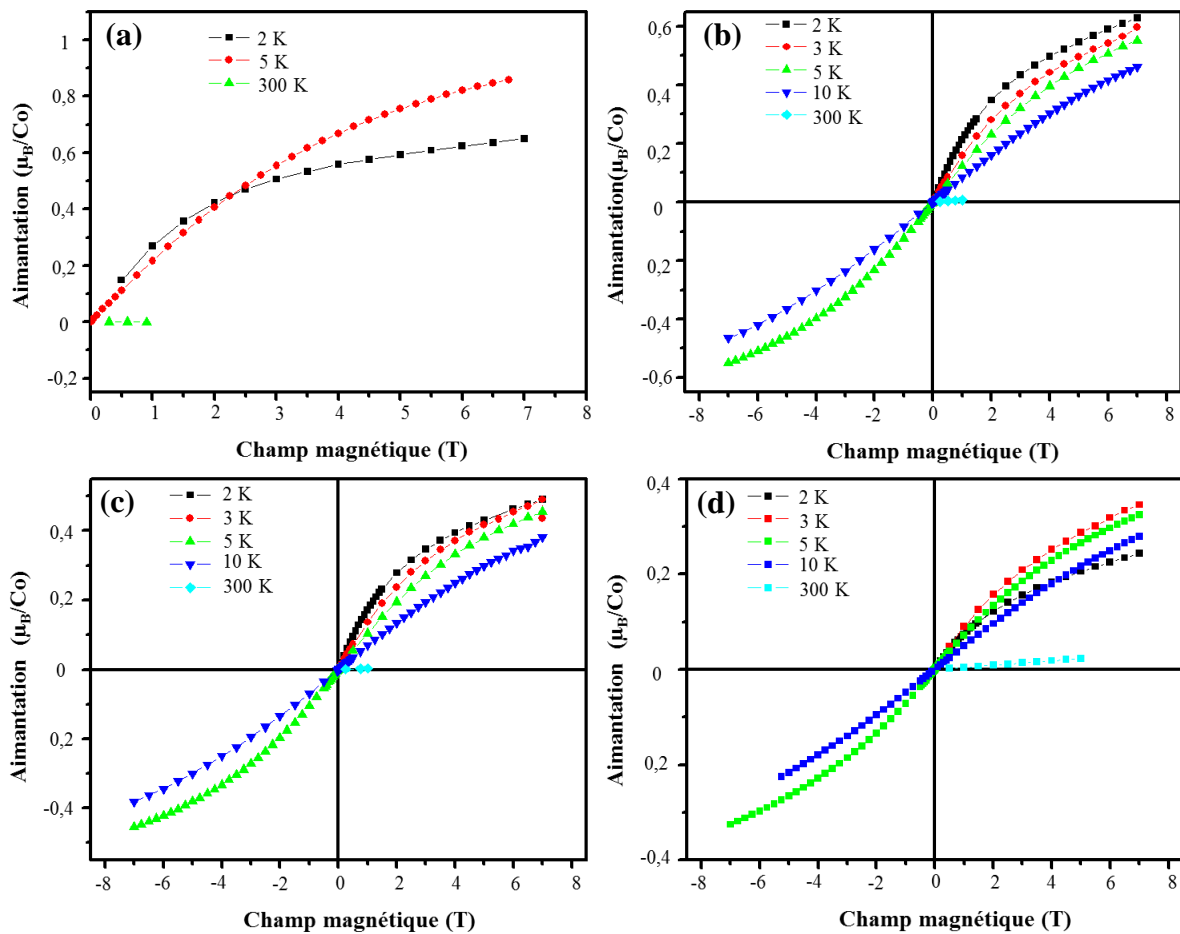 (a)
2 K
5 K
300 K
1
0,8
0,6
0,4
0,2
0
-0,2
0 1 2 3 4 5 6 7 8
Aimantation (μB/Co)
Champ magnétique (T)
(b)
2 K
3 K
5 K
10 K
300 K
0,6
0,4
0,2
0
0,2
-0,4
-0,6
-8 -6 -4 -2 0 2 4 6 8
Aimantation(μB/Co)
Champ magnétique (T)
(c)
2 K
3 K
5 K
10 K
300 K
0,4
0,2
0
0,2
-0,4
-8 -6 -4 -2 0 2 4 6 8
Aimantation (μB/Co)
Champ magnétique (T)
(d)
2 K
3 K
5 K
10 K
300 K
0,4
0,2
0
0,2
-0,4
-8 -6 -4 -2 0 2 4 6 8
Aimantation (μB/Co)
Champ magnétique (T)